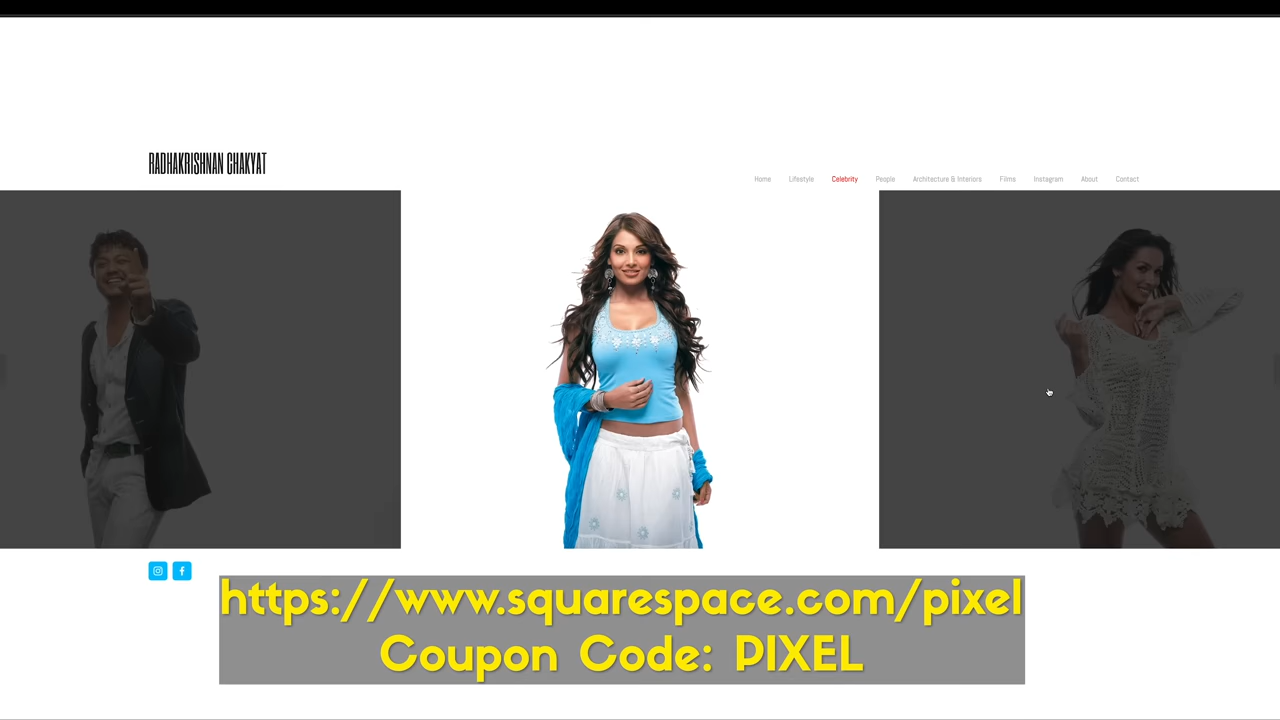 RADHAKRISHNAN CHAKYAT
Home Lifestyle Celebrity People Architecture & Interiors Films Instagram About Contact
https://www.squarespace.com/pixel
Coupon Code: PIXEL